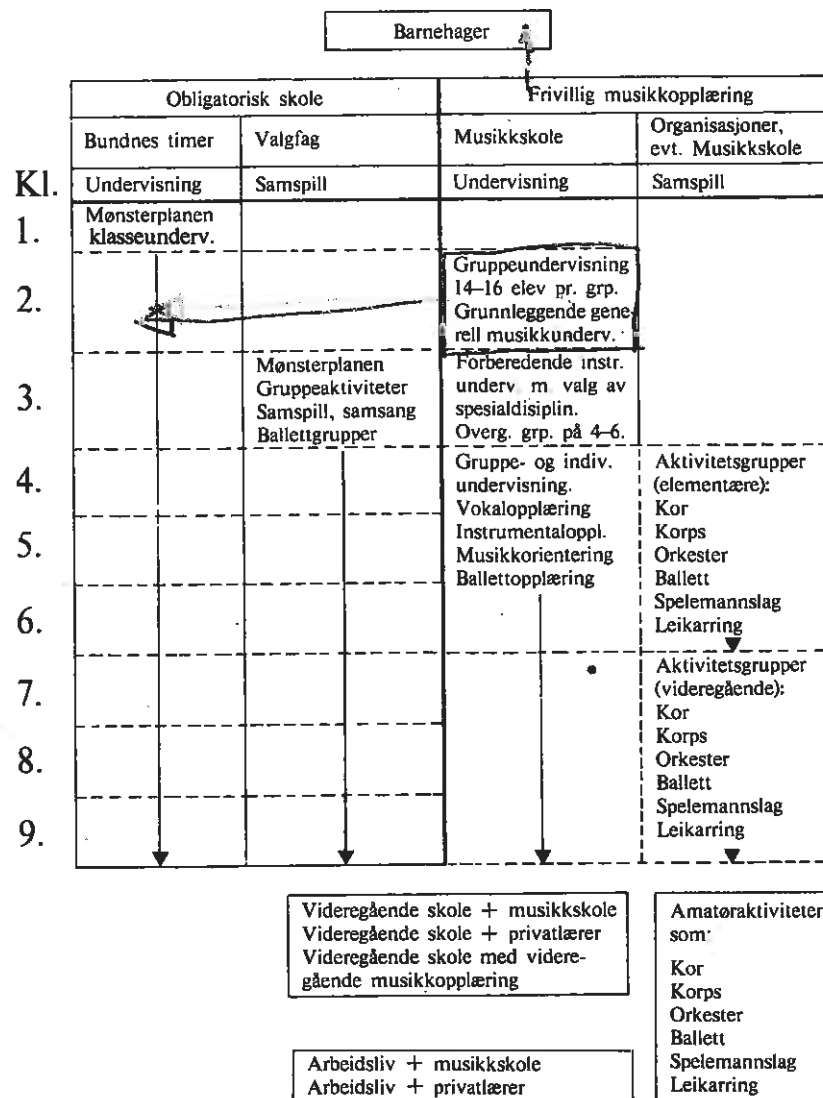 Barnehager
Obligatorisk skole
Frivillig musikkopplæring
Bundnes timer
Valgfag
Musikkskole
Organisasjoner,
evt. Musikkskole
Kl.
Undervisning
Samspill
Undervisning
Samspill
1.
Mønsterplanen
klasseunderv.
2.
Gruppeundervisning
14–16 elev pr. grp.
Grunnleggende gene
rell musikkunderv.
3.
Mønsterplanen
Gruppeaktiviteter
Samspill, samsang
Ballettgrupper
Forberedende instr.
underv. m. valg av
spesialdisiplin.
Overg. grp. på 4–6.
4.
5.
6.
Gruppe- og indiv.
undervisning.
Vokalopplæring
Instrumentaloppl.
Musikkorientering
Ballettopplæring
Aktivitetsgrupper
(elementære):
Kor
Korps
Orkester
Ballett
Spelemannslag
Leikarring
7.
8.
9.
Aktivitetsgrupper
(videregående):
Kor
Korps
Orkester
Ballett
Spelemannslag
Leikarring
Videregående skole + musikkskole
Videregående skole + privatlærer
Videregående skole med videre-
gående musikkopplæring
Amatøraktiviteter
som:
Kor
Korps
Orkester
Ballett
Spelemannslag
Leikarring
Arbeidsliv + musikkskole
Arbeidsliv + privatlærer